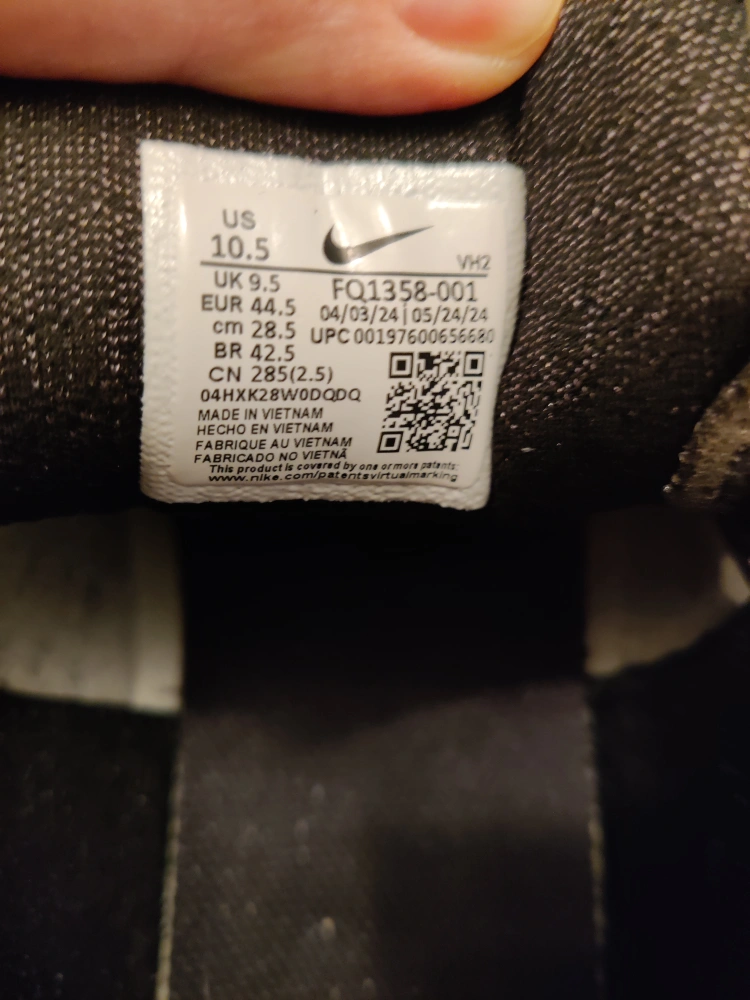 US
10.5
VH2
UK 9.5
EUR 44.5
cm 28.5
BR 42.5
CN 285(2.5)
FQ1358-001
04/03/24 | 05/24/24
UPC 00197600656680
04HXK28W0DQDQ
MADE IN VIETNAM
HECHO EN VIETNAM
FABRIQUE AU VIETNAM
FABRICADO NO VIETNÃ
This product is covered by one or more patents:
www.nike.com/patentsvirtualmarking